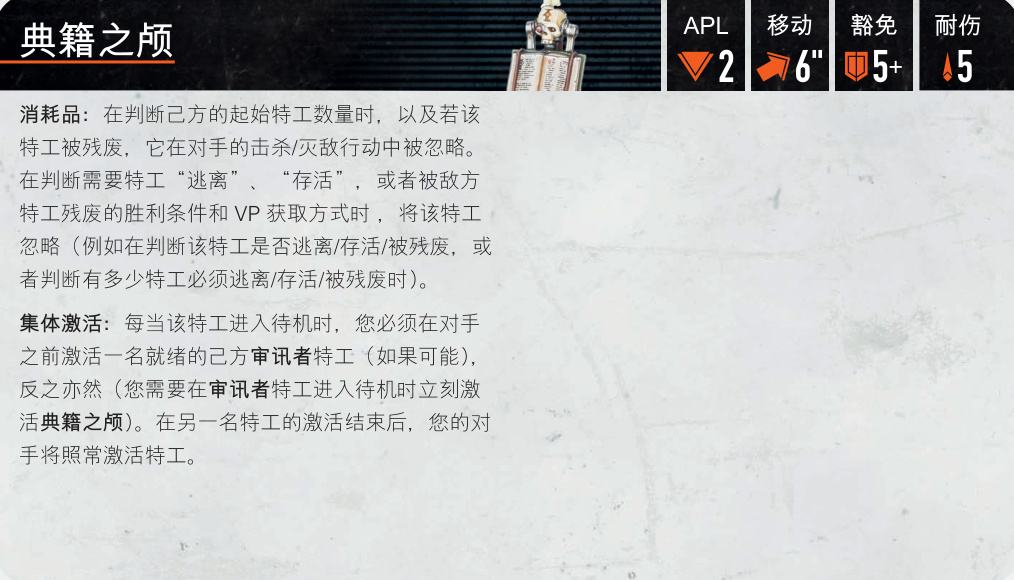 典籍之颅
APL
2
移动
6"
豁免
5+
耐伤
5
消耗品：在判断己方的起始特工数量时，以及若该
特工被残废，它在对手的击杀/灭敌行动中被忽略。
在判断需要特工“逃离”、“存活”，或者被敌方
特工残废的胜利条件和 VP 获取方式时，将该特工
忽略（例如在判断该特工是否逃离/存活/被残废，或
者判断有多少特工必须逃离/存活/被残废时）。
集体激活：每当该特工进入待机时，您必须在对手
之前激活一名就绪的己方审讯者特工（如果可能），
反之亦然（您需要在审讯者特工进入待机时立刻激
活典籍之颅）。在另一名特工的激活结束后，您的对
手将照常激活特工。